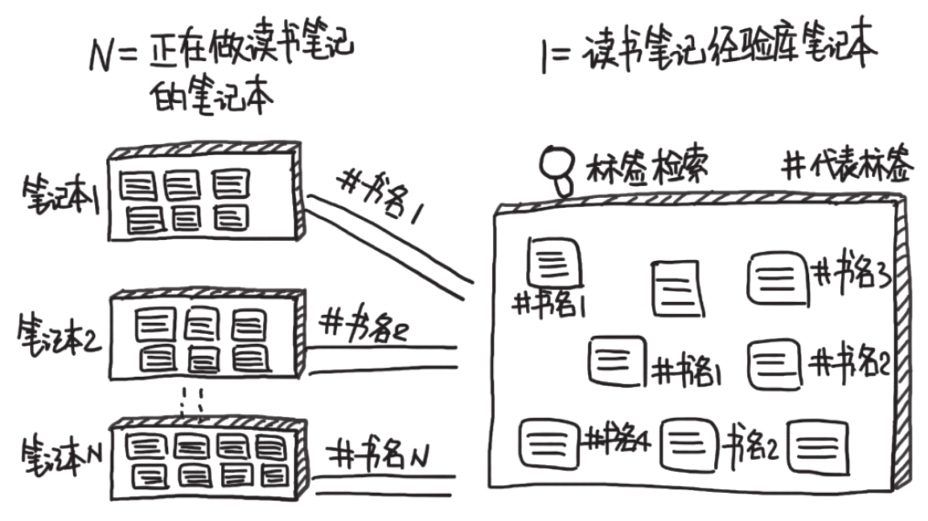 N=正在做读书笔记
的笔记本
1=读书笔记经验库笔记本
标签检索
#代表标签
笔记本1
#书名1
笔记本2
#书名2
笔记本N
#书名N
#书名1
#书名3
#书名1
#书名2
#书名4
书名2